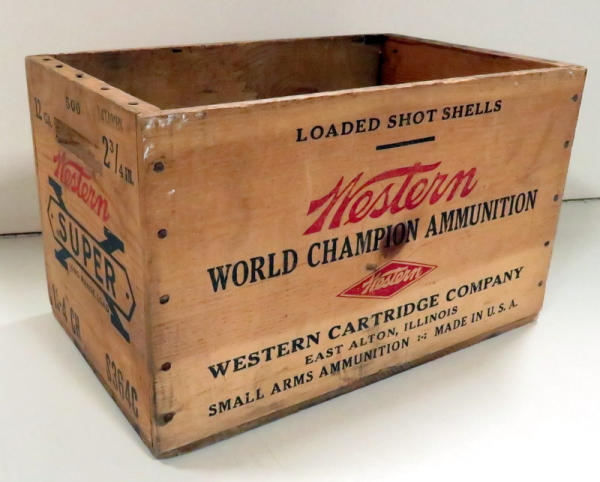 LOADED SHOT SHELLS
Western
WORLD CHAMPION AMMUNITION
Western
WESTERN CARTRIDGE COMPANY
EAST ALTON, ILLINOIS
SMALL ARMS AMMUNITION :-: MADE IN U.S.A.
12 GA. 500
2 3/4 IN.
Western
SUPER X
S364C